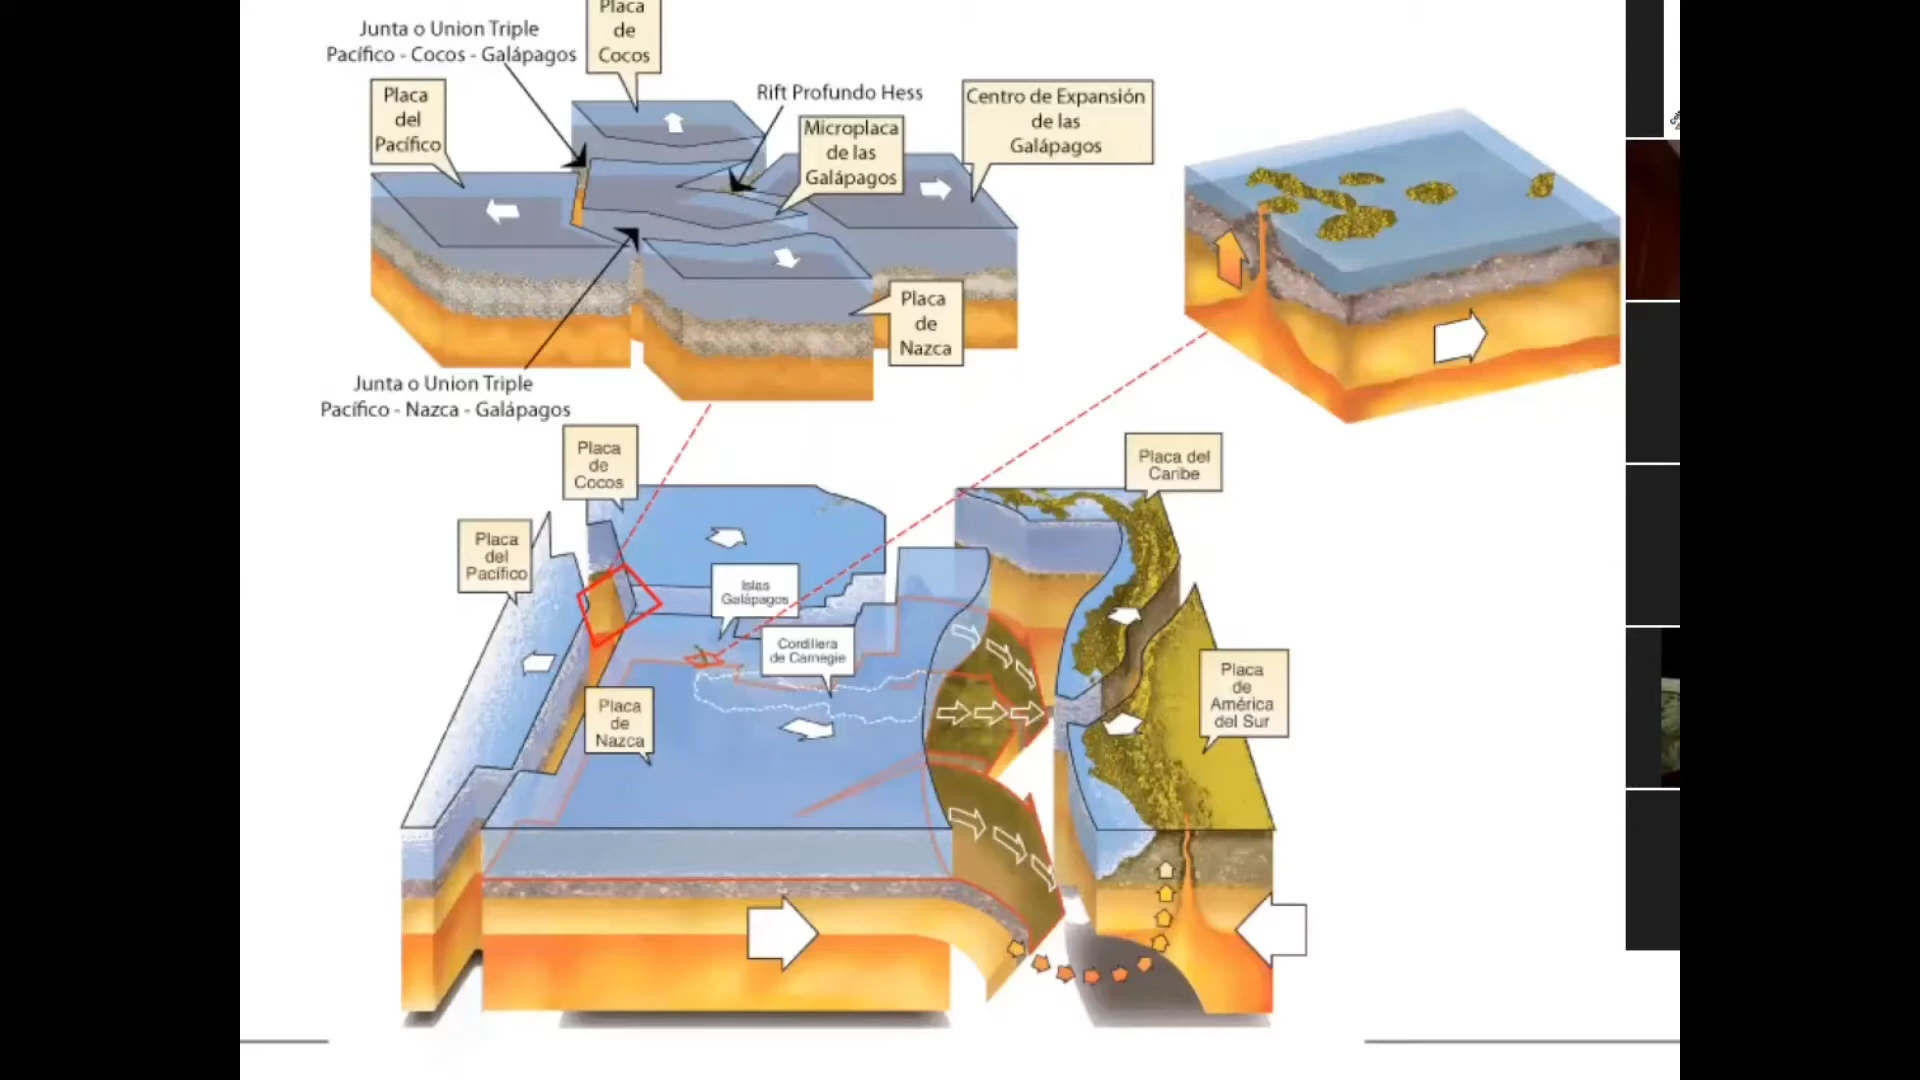 Placa
de
Cocos
Junta o Union Triple
Pacífico - Cocos - Galápagos
Placa
del
Pacífico
Rift Profundo Hess
Microplaca
de las
Galápagos
Centro de Expansión
de las
Galápagos
Placa
de
Nazca
Junta o Union Triple
Pacífico - Nazca - Galápagos
Placa
de
Cocos
Placa
del
Pacífico
Islas
Galápagos
Cordillera
de Carnegie
Placa
de
Nazca
Placa del
Caribe
Placa
de
América
del Sur